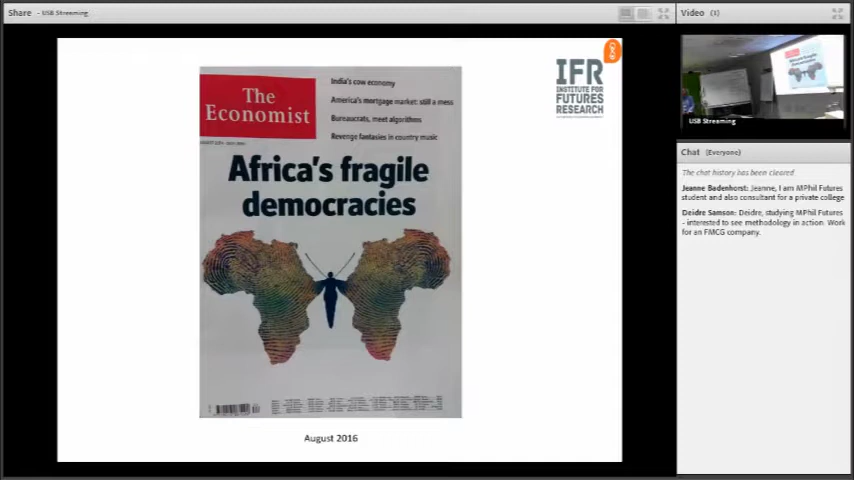 Share - USB Streaming
Video (1)
The
Economist
India's cow economy
America's mortgage market: still a mess
Bureaucrats, meet algorithms
Revenge fantasies in country music
Africa's fragile
democracies
August 2016
IFR
INSTITUTE FOR
FUTURES
RESEARCH
USB Streaming
Chat (Everyone)
The chat history has been cleared
Jeanne Badenhorst: Jeanne, I am MPhil Futures
student and also consultant for a private college
Deidre Samson: Deidre, studying MPhil Futures
- interested to see methodology in action. Work
for an FMCG company.